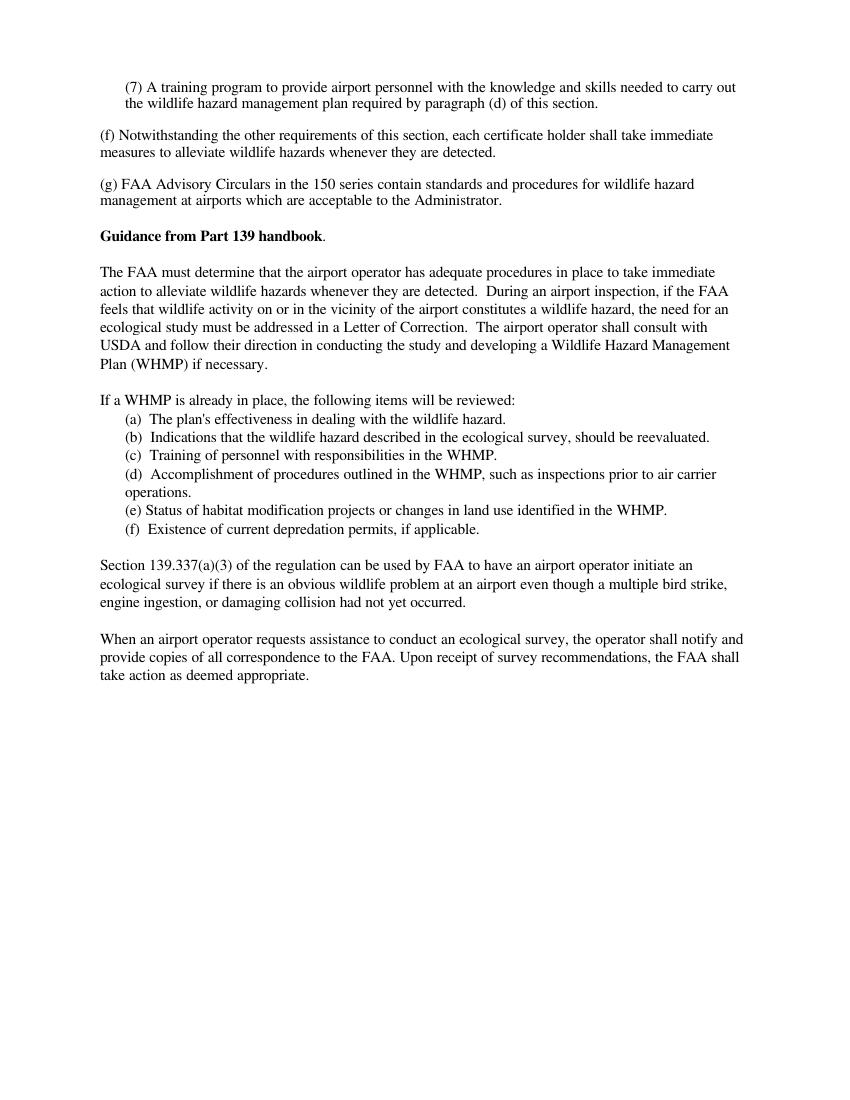 (7) A training program to provide airport personnel with the knowledge and skills needed to carry out
the wildlife hazard management plan required by paragraph (d) of this section.
(f) Notwithstanding the other requirements of this section, each certificate holder shall take immediate
measures to alleviate wildlife hazards whenever they are detected.
(g) FAA Advisory Circulars in the 150 series contain standards and procedures for wildlife hazard
management at airports which are acceptable to the Administrator.
Guidance from Part 139 handbook.
The FAA must determine that the airport operator has adequate procedures in place to take immediate
action to alleviate wildlife hazards whenever they are detected.  During an airport inspection, if the FAA
feels that wildlife activity on or in the vicinity of the airport constitutes a wildlife hazard, the need for an
ecological study must be addressed in a Letter of Correction.  The airport operator shall consult with
USDA and follow their direction in conducting the study and developing a Wildlife Hazard Management
Plan (WHMP) if necessary.
If a WHMP is already in place, the following items will be reviewed:
(a)  The plan's effectiveness in dealing with the wildlife hazard.
(b)  Indications that the wildlife hazard described in the ecological survey, should be reevaluated.
(c)  Training of personnel with responsibilities in the WHMP.
(d)  Accomplishment of procedures outlined in the WHMP, such as inspections prior to air carrier
operations.
(e) Status of habitat modification projects or changes in land use identified in the WHMP.
(f)  Existence of current depredation permits, if applicable.
Section 139.337(a)(3) of the regulation can be used by FAA to have an airport operator initiate an
ecological survey if there is an obvious wildlife problem at an airport even though a multiple bird strike,
engine ingestion, or damaging collision had not yet occurred.
When an airport operator requests assistance to conduct an ecological survey, the operator shall notify and
provide copies of all correspondence to the FAA. Upon receipt of survey recommendations, the FAA shall
take action as deemed appropriate.